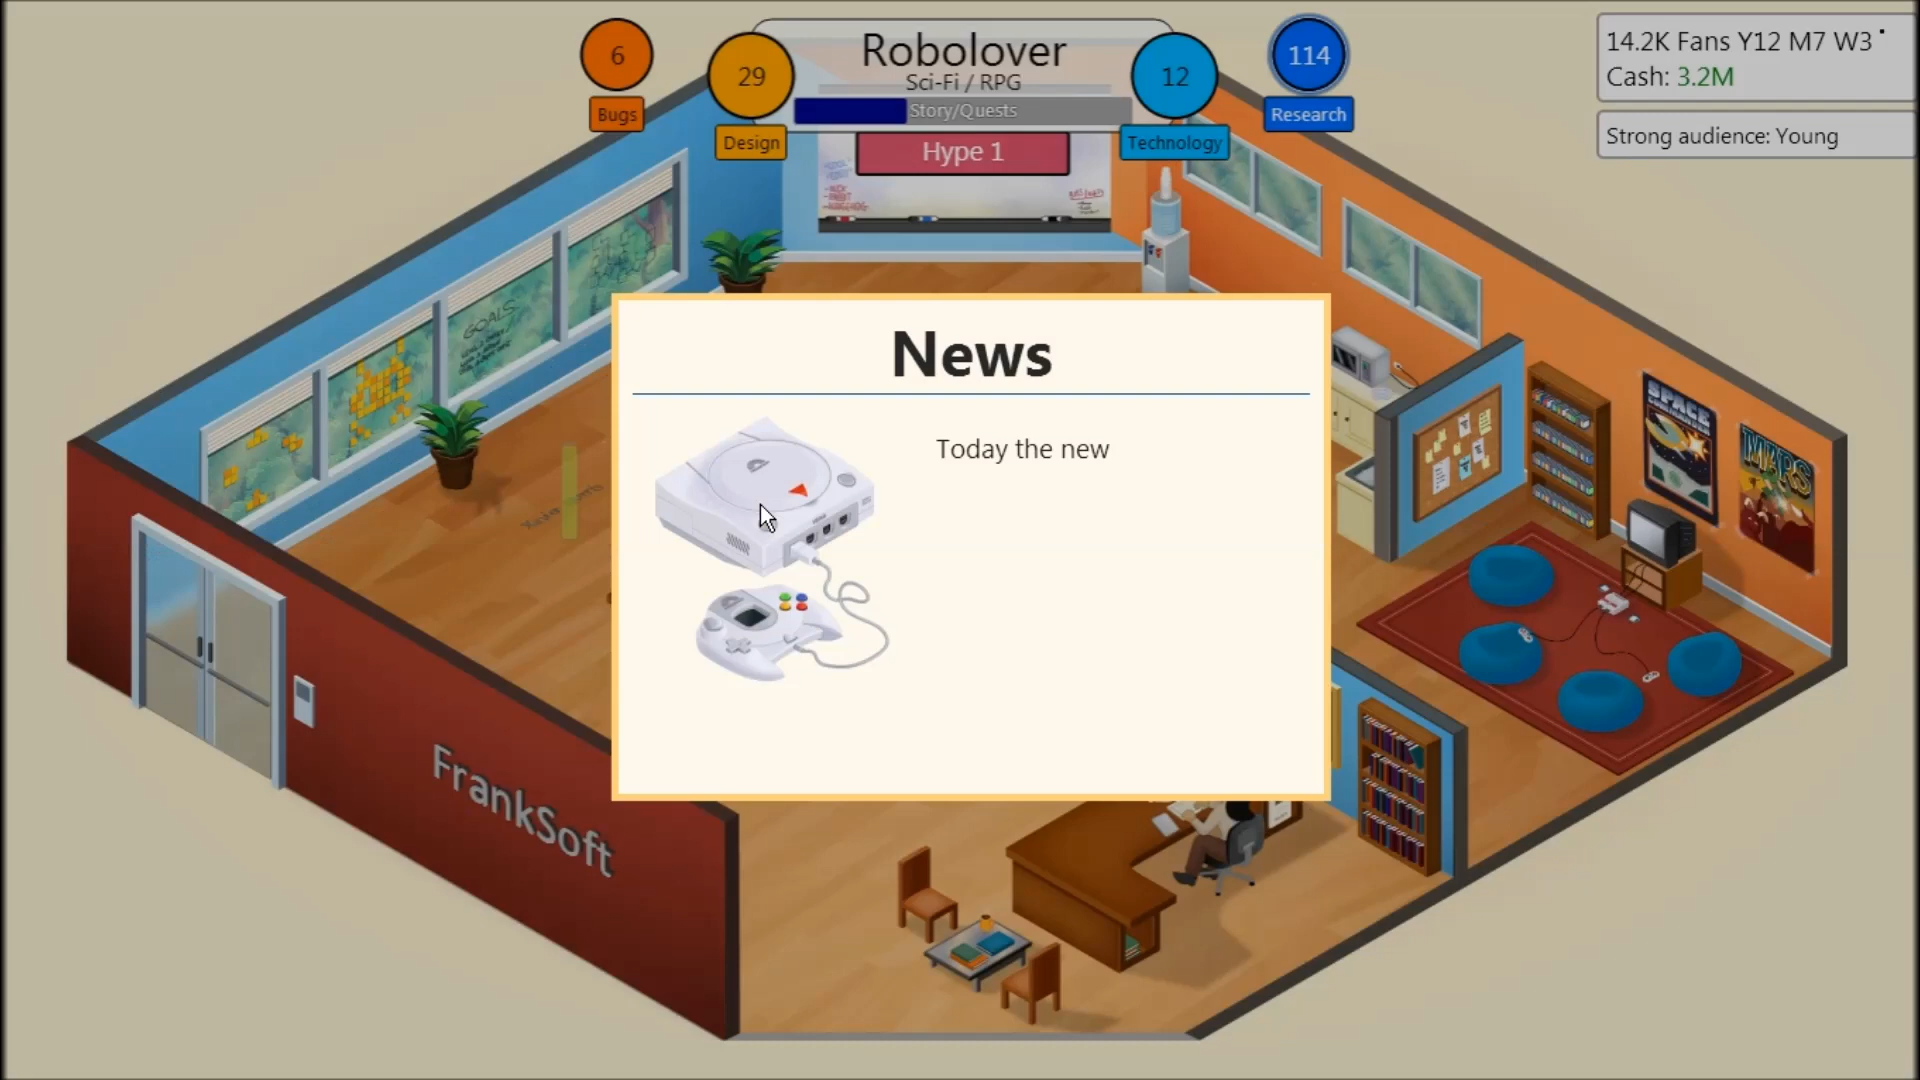 6
Bugs
29
Design
Robolover
Sci-Fi / RPG
Story/Quests
Hype 1
12
Technology
114
Research
14.2K Fans Y12 M7 W3
Cash: 3.2M
Strong audience: Young
GOALS
News
Today the new
SPACE
MARS
FrankSoft